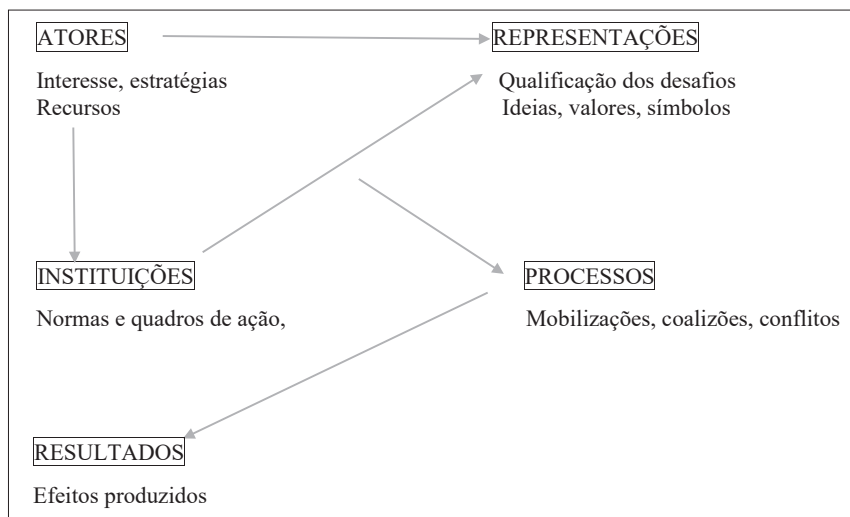 ATORES
REPRESENTAÇÕES
Interesse, estratégias
Recursos
Qualificação dos desafios
Ideias, valores, símbolos
INSTITUIÇÕES
PROCESSOS
Normas e quadros de ação,
Mobilizações, coalizões, conflitos
RESULTADOS
Efeitos produzidos